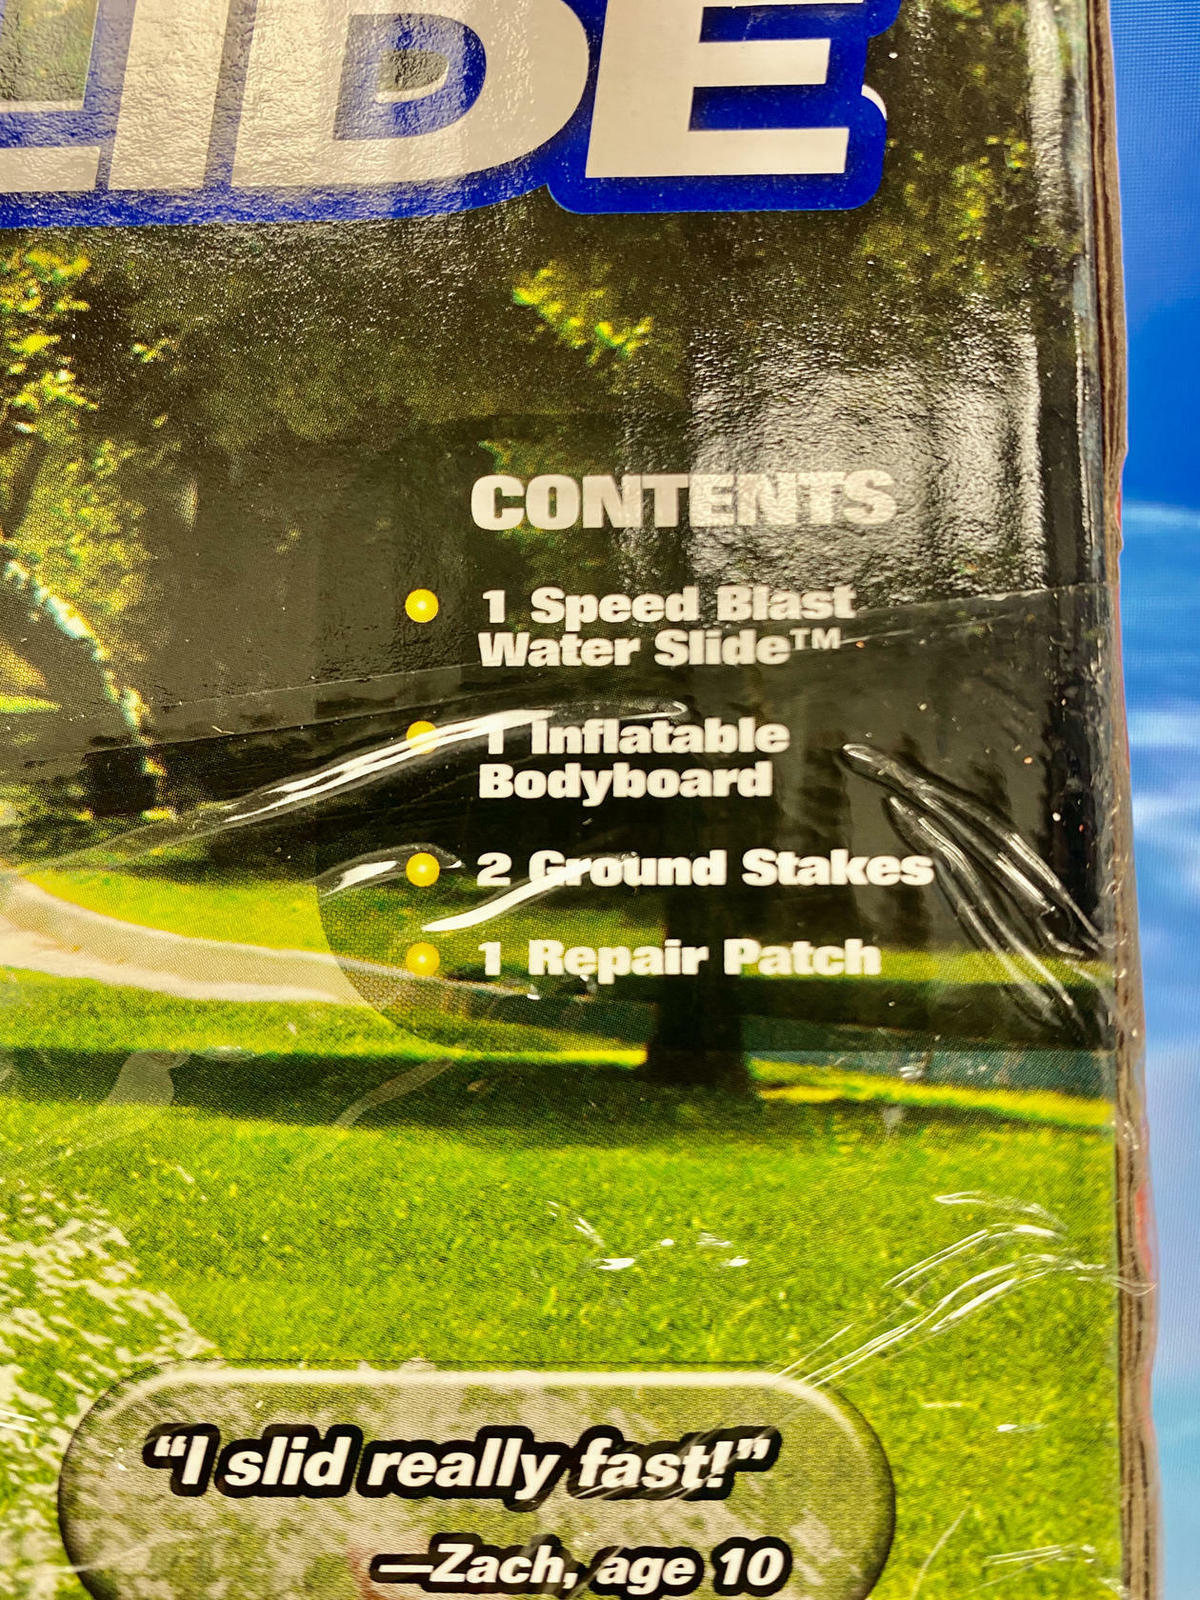 LIDE
CONTENTS
1 Speed Blast
Water Slide™
1 Inflatable
Bodyboard
2 Ground Stakes
1 Repair Patch
“I slid really fast!”
—Zach, age 10